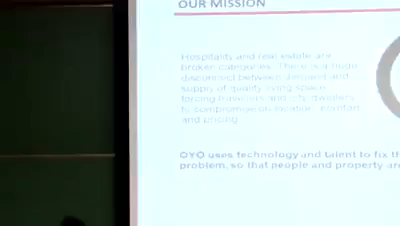 OUR MISSION
Hospitality and real estate are
broken categories. There is a huge
disconnect between demand and
supply of quality living space
forcing travelers and city dwellers
to compromise on location, comfort
and pricing
OYO uses technology and talent to fix th
problem, so that people and property